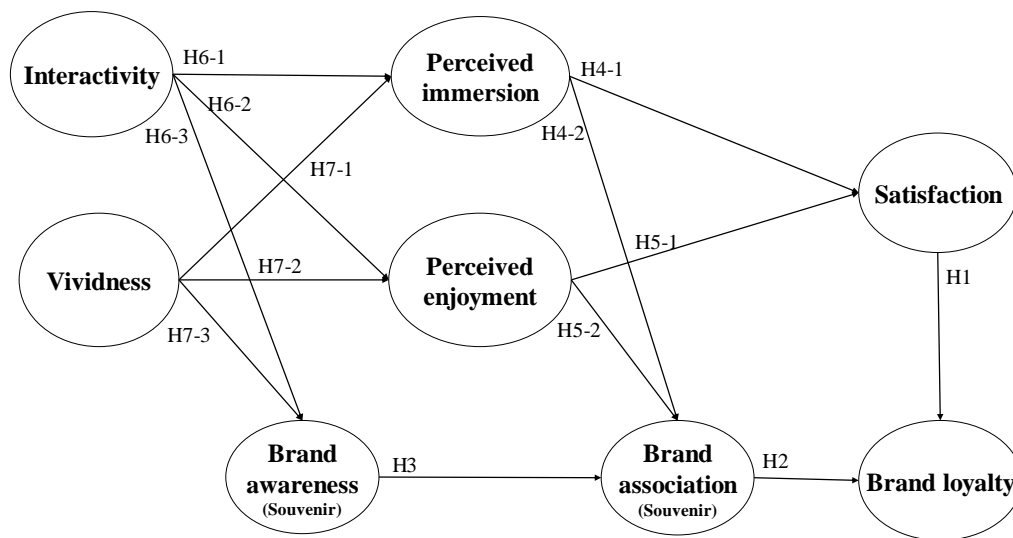 H6-1
Interactivity
Perceived
immersion
H4-1
H6-2
H6-3
H4-2
H7-1
Satisfaction
Vividness
H7-2
Perceived
enjoyment
H5-1
H1
H7-3
H5-2
Brand
awareness
(Souvenir)
H3
Brand
association
(Souvenir)
H2
Brand loyalty